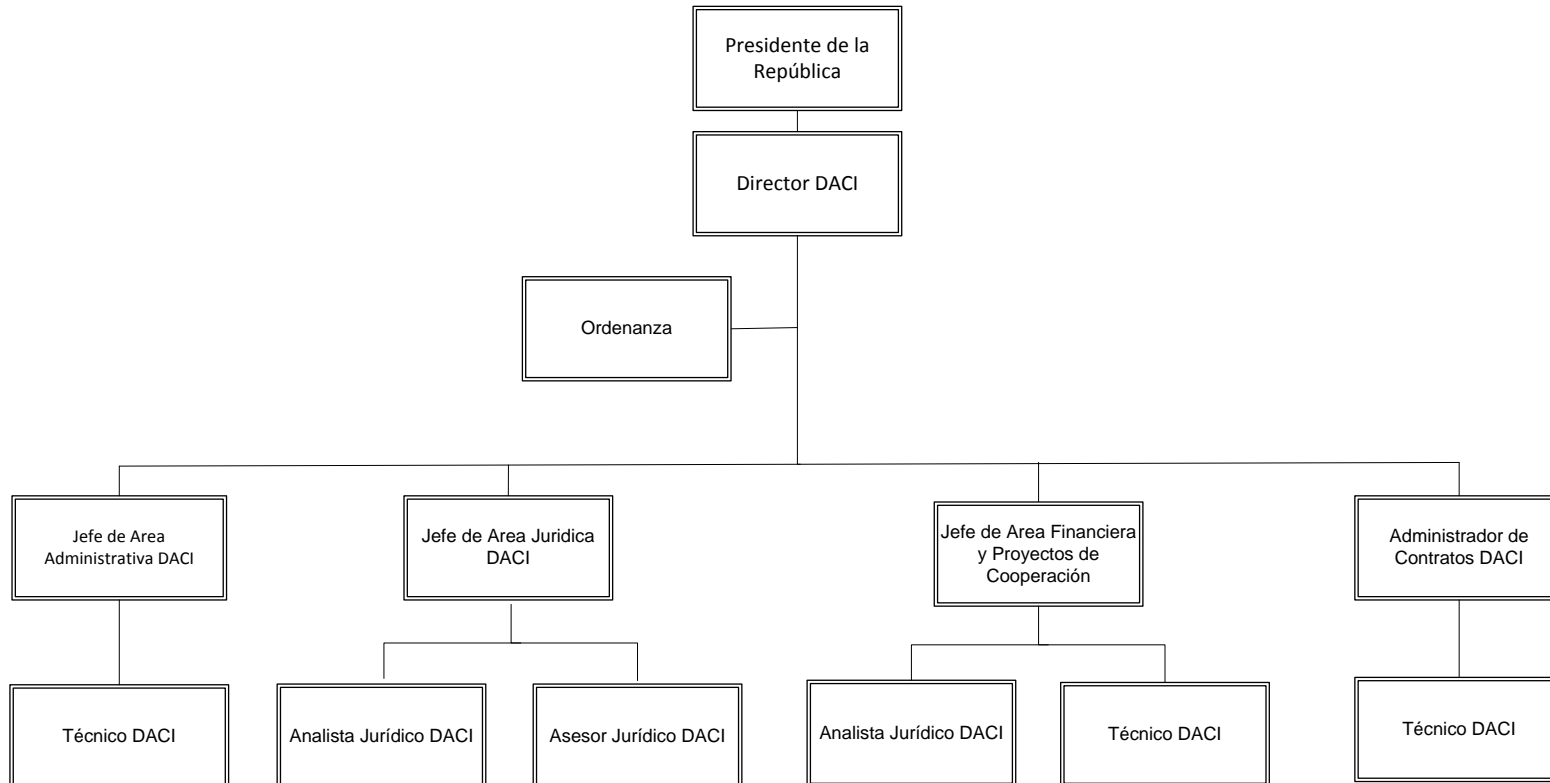 Presidente de la
República
Director DACI
Ordenanza
Jefe de Area
Administrativa DACI
Jefe de Area Juridica
DACI
Jefe de Area Financiera
y Proyectos de
Cooperación
Administrador de
Contratos DACI
Técnico DACI
Analista Jurídico DACI
Asesor Jurídico DACI
Analista Jurídico DACI
Técnico DACI
Técnico DACI